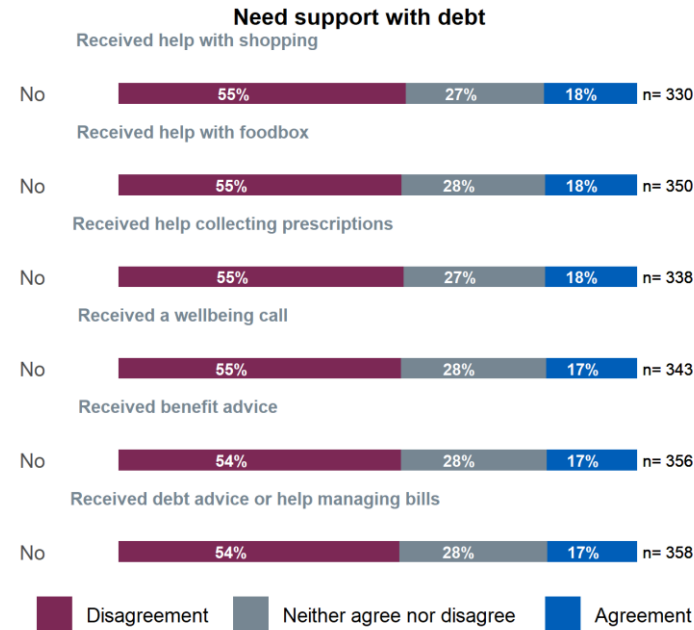 Need support with debt
Received help with shopping
No 55% 27% 18% n= 330
Received help with foodbox
No 55% 28% 18% n= 350
Received help collecting prescriptions
No 55% 27% 18% n= 338
Received a wellbeing call
No 55% 28% 17% n= 343
Received benefit advice
No 54% 28% 17% n= 356
Received debt advice or help managing bills
No 54% 28% 17% n= 358
Disagreement Neither agree nor disagree Agreement